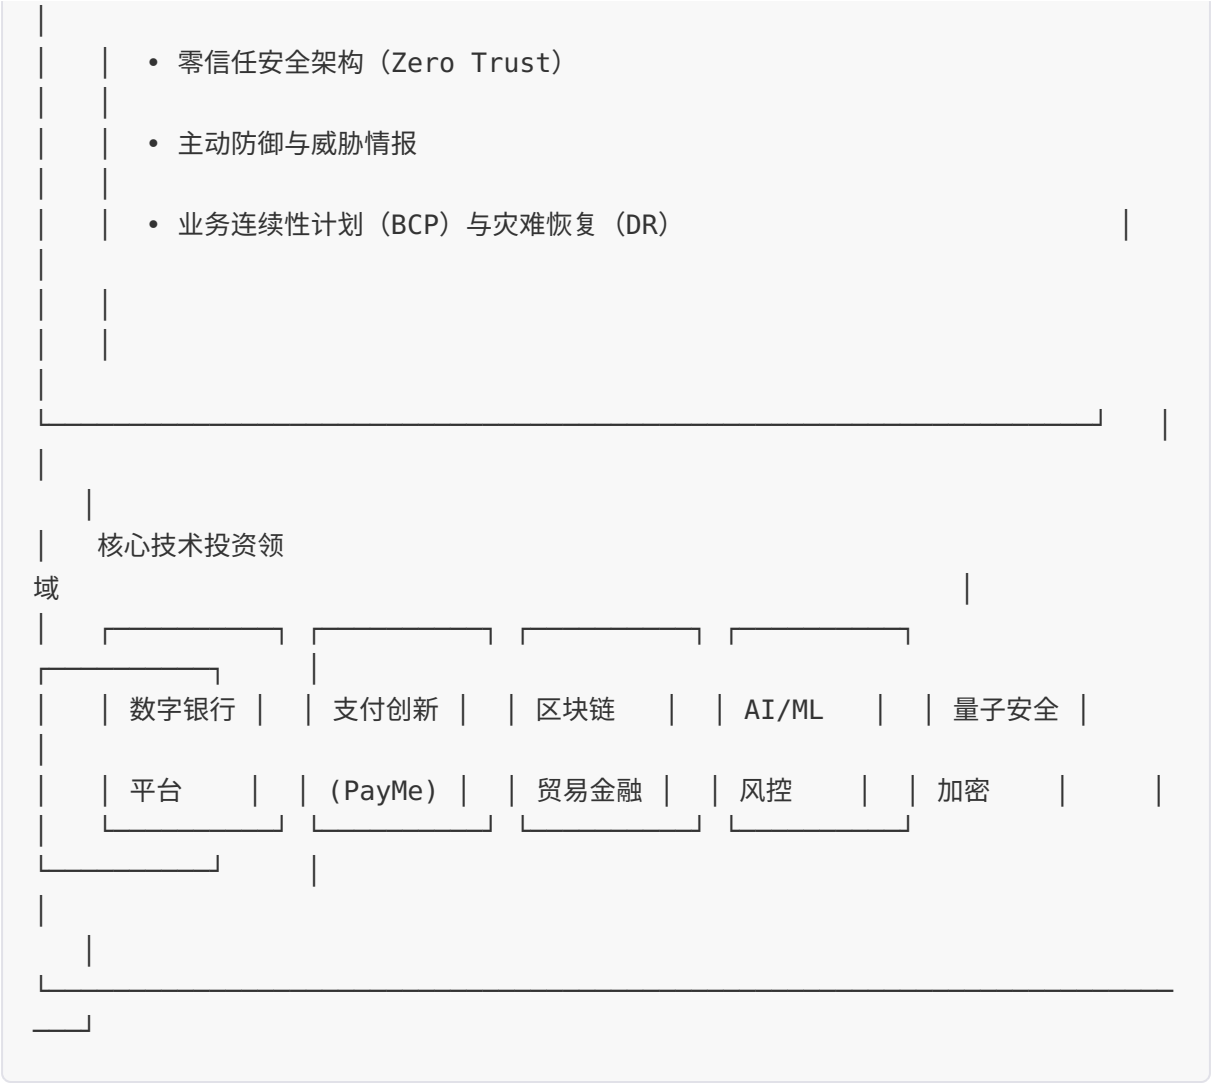 • 零信任安全架构（Zero Trust）
• 主动防御与威胁情报
• 业务连续性计划（BCP）与灾难恢复（DR）
核心技术投资领
域
数字银行 支付创新 区块链 AI/ML 量子安全
平台 (PayMe) 贸易金融 风控 加密